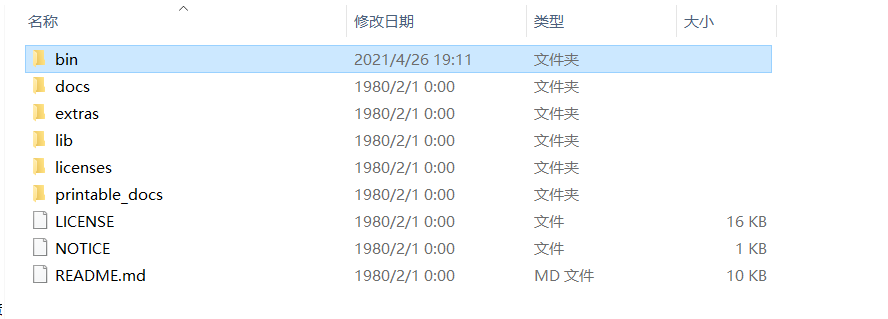 名称 修改日期 类型 大小
bin 2021/4/26 19:11 文件夹
docs 1980/2/1 0:00 文件夹
extras 1980/2/1 0:00 文件夹
lib 1980/2/1 0:00 文件夹
licenses 1980/2/1 0:00 文件夹
printable_docs 1980/2/1 0:00 文件夹
LICENSE 1980/2/1 0:00 文件 16 KB
NOTICE 1980/2/1 0:00 文件 1 KB
README.md 1980/2/1 0:00 MD 文件 10 KB